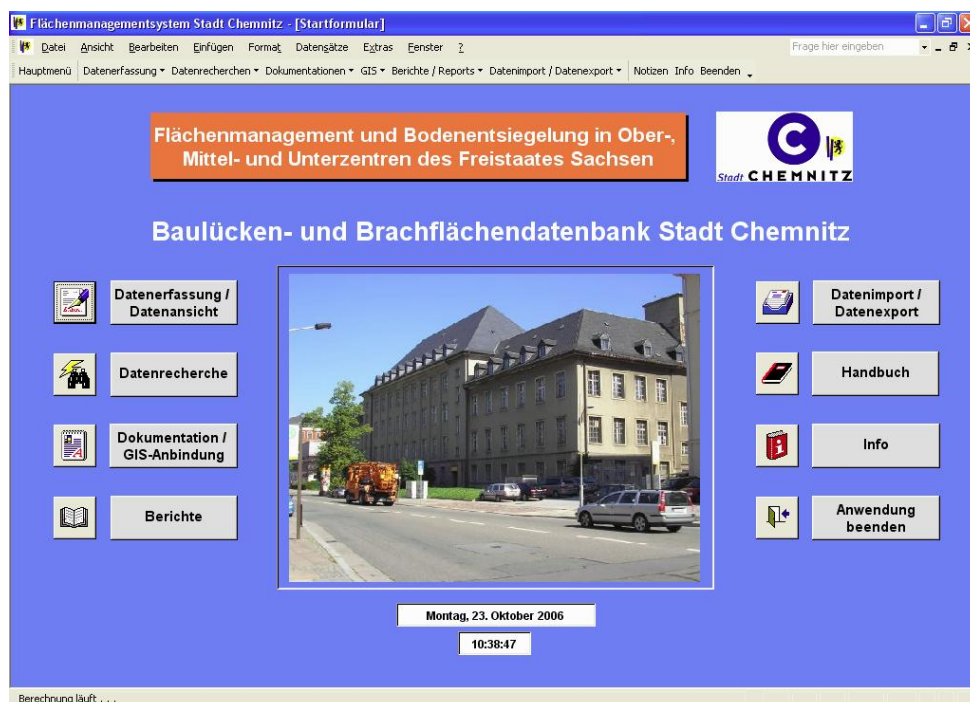 Flächenmanagementsystem Stadt Chemnitz - [Startformular]
Datei Ansicht Bearbeiten Einfügen Format Datensätze Extras Fenster ? Frage hier eingeben
Hauptmenü Datenerfassung Datenrecherchen Dokumentationen GIS Berichte / Reports Datenimport / Datenexport Notizen Info Beenden
Flächenmanagement und Bodenentsiegelung in Ober-,
Mittel- und Unterzentren des Freistaates Sachsen
C
Stadt CHEMNITZ
Baulücken- und Brachflächendatenbank Stadt Chemnitz
Datenerfassung /
Datenansicht
Datenrecherche
Dokumentation /
GIS-Anbindung
Berichte
Datenimport /
Datenexport
Handbuch
Info
Anwendung
beenden
Montag, 23. Oktober 2006
10:38:47
Berechnung läuft . . .